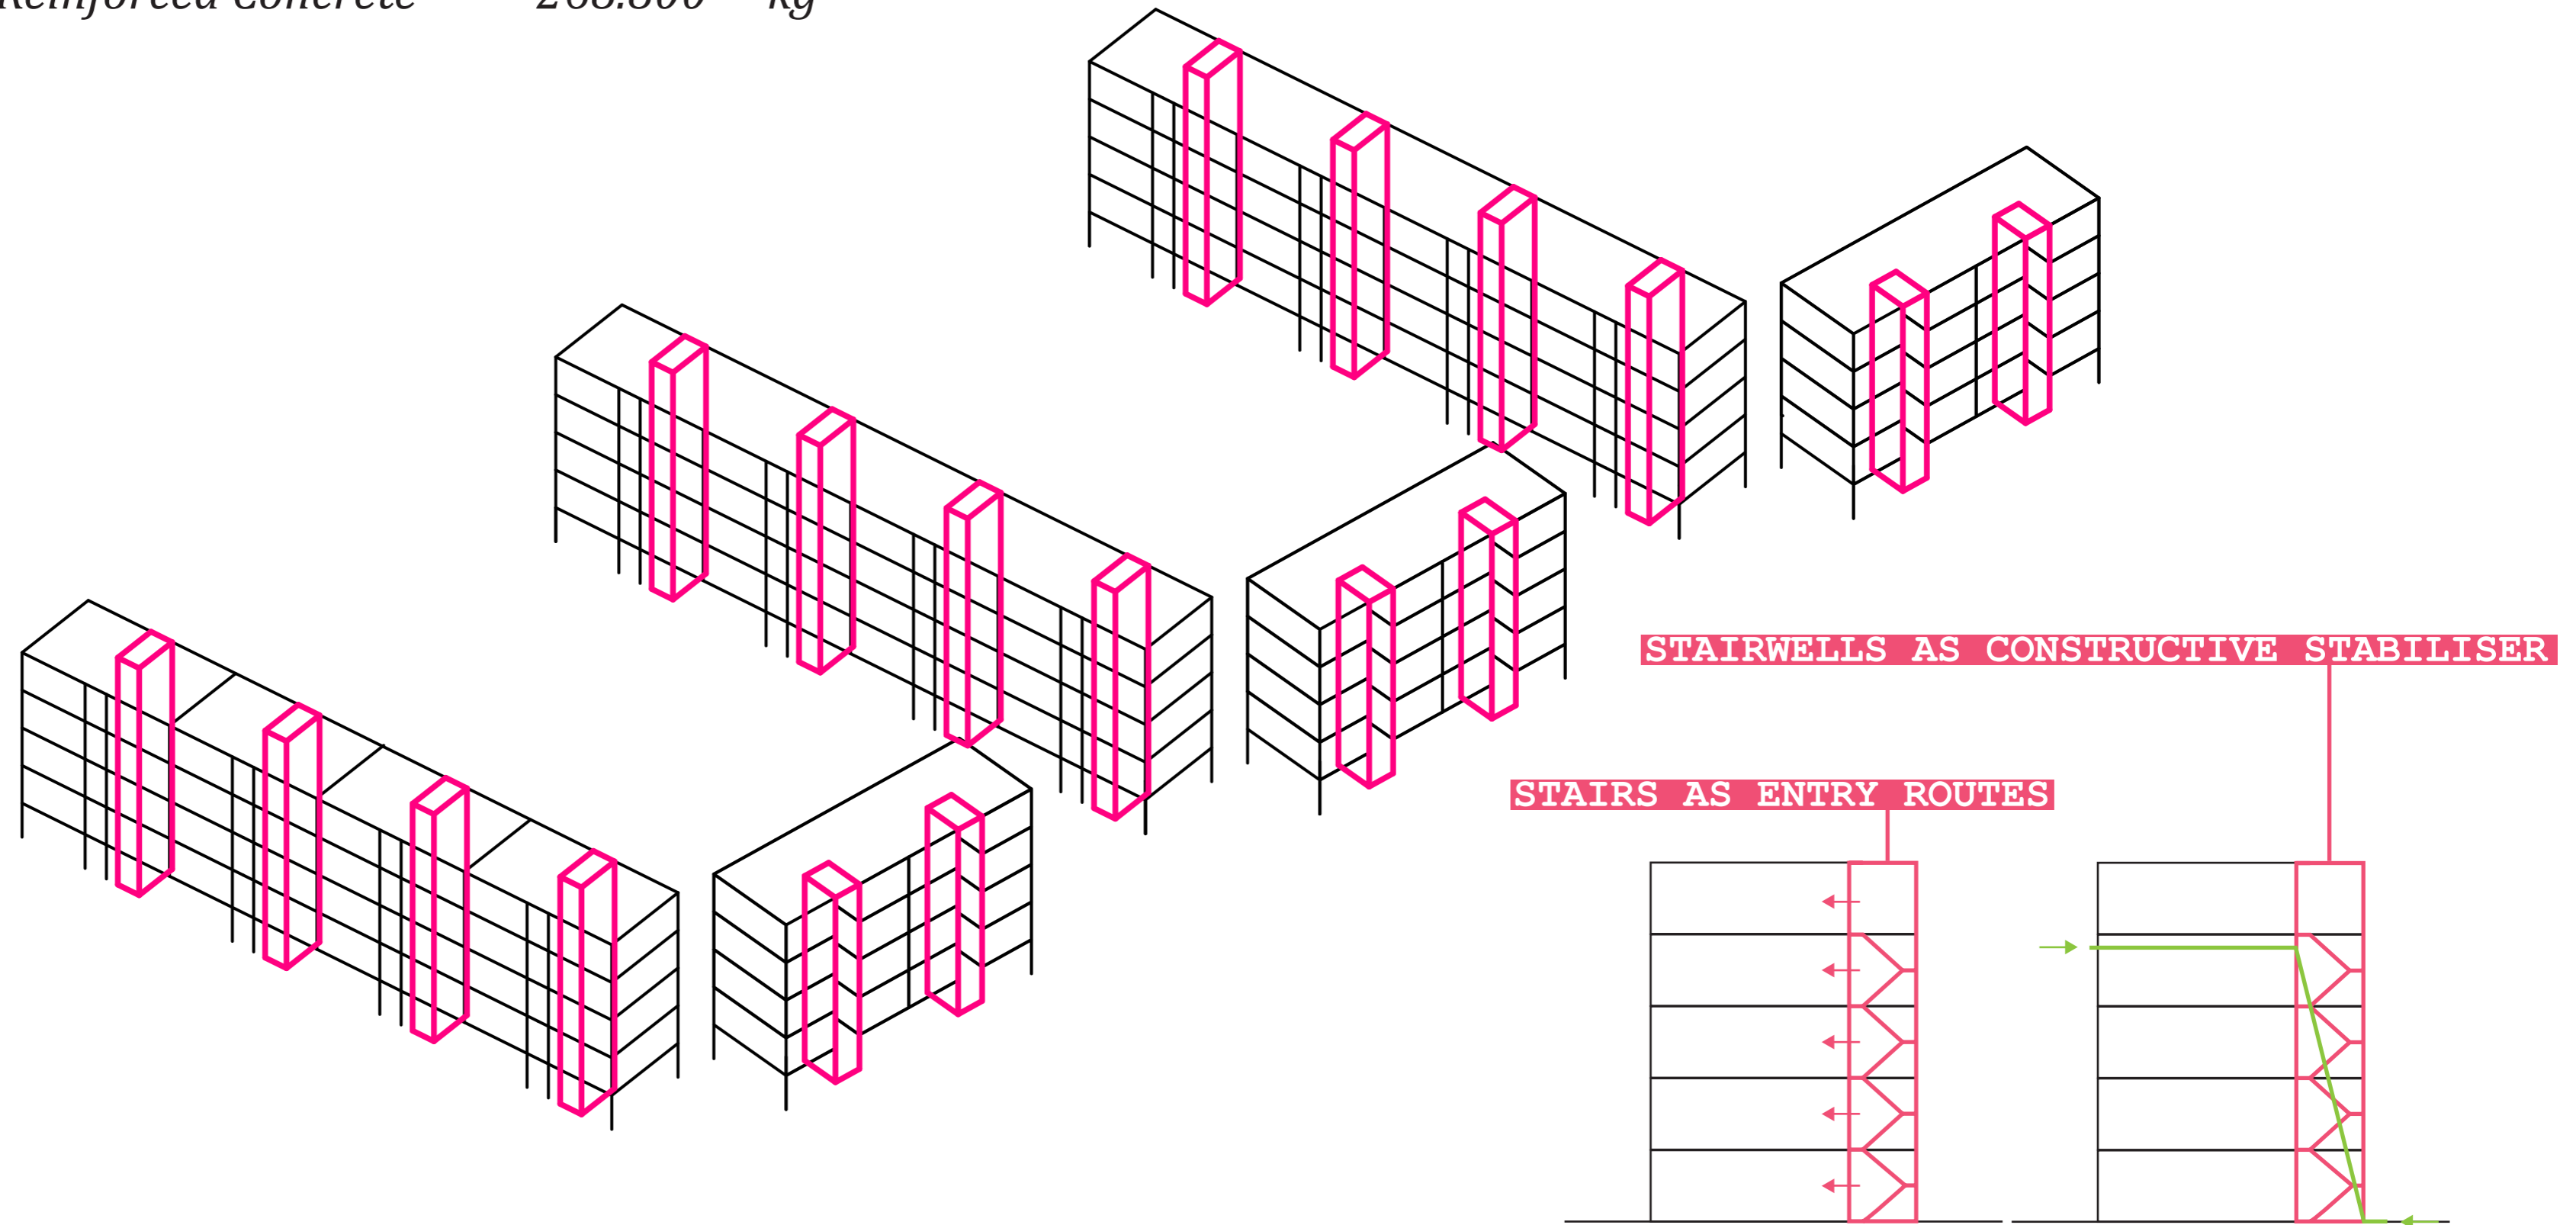 Reinforced Concrete 268.800 kg
STAIRWELLS AS CONSTRUCTIVE STABILISER
STAIRS AS ENTRY ROUTES